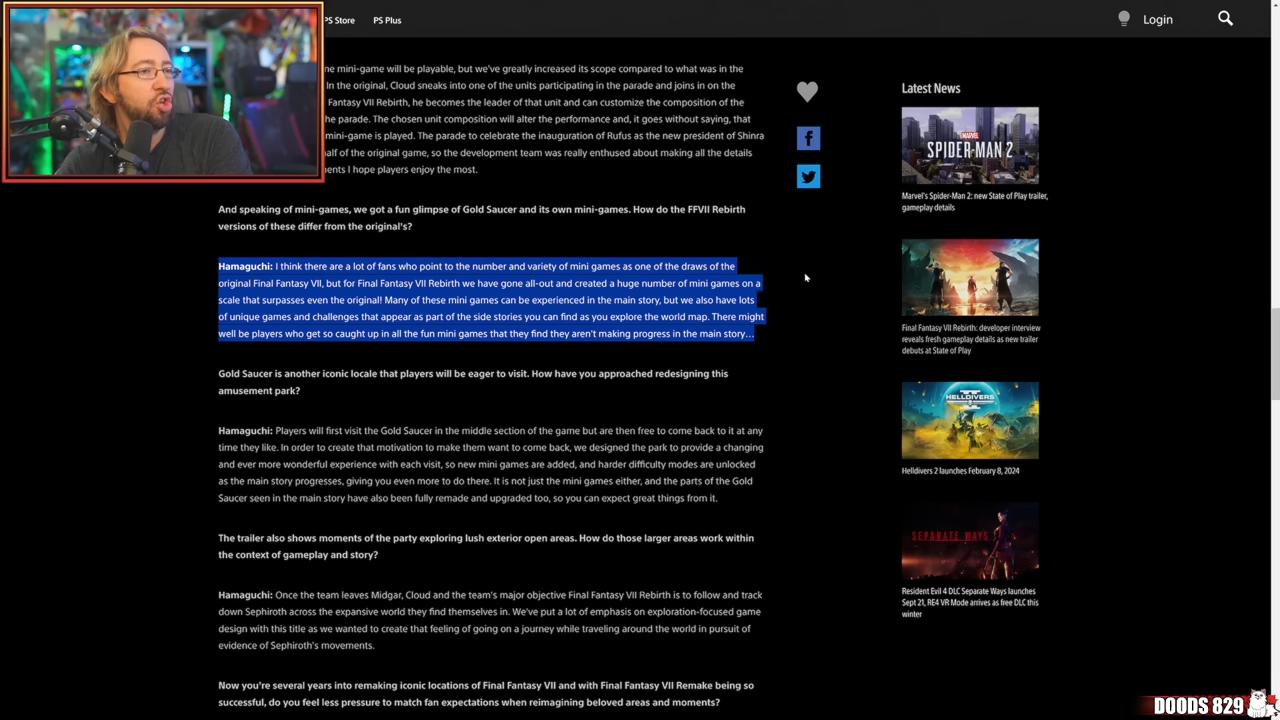 PS Store
PS Plus
Login
me mini-game will be playable, but we've greatly increased its scope compared to what was in the
In the original, Cloud sneaks into one of the units participating in the parade and joins in on the
Fantasy VII Rebirth, he becomes the leader of that unit and can customize the composition of the
he parade. The chosen unit composition will alter the performance and, it goes without saying, that
mini-game is played. The parade to celebrate the inauguration of Rufus as the new president of Shinra
alf of the original game, so the development team was really enthused about making all the details
ments I hope players enjoy the most.
And speaking of mini-games, we got a fun glimpse of Gold Saucer and its own mini-games. How do the FFVII Rebirth
versions of these differ from the original's?
Hamaguchi: I think there are a lot of fans who point to the number and variety of mini games as one of the draws of the
original Final Fantasy VII, but for Final Fantasy VII Rebirth we have gone all-out and created a huge number of mini games on a
scale that surpasses even the original! Many of these mini games can be experienced in the main story, but we also have lots
of unique games and challenges that appear as part of the side stories you can find as you explore the world map. There might
well be players who get so caught up in all the fun mini games that they find they aren't making progress in the main story…
Gold Saucer is another iconic locale that players will be eager to visit. How have you approached redesigning this
amusement park?
Hamaguchi: Players will first visit the Gold Saucer in the middle section of the game but are then free to come back to it at any
time they like. In order to create that motivation to make them want to come back, we designed the park to provide a changing
and ever more wonderful experience with each visit, so new mini games are added, and harder difficulty modes are unlocked
as the main story progresses, giving you even more to do there. It is not just the mini games either, and the parts of the Gold
Saucer seen in the main story have also been fully remade and upgraded too, so you can expect great things from it.
The trailer also shows moments of the party exploring lush exterior open areas. How do those larger areas work within
the context of gameplay and story?
Hamaguchi: Once the team leaves Midgar, Cloud and the team's major objective Final Fantasy VII Rebirth is to follow and track
down Sephiroth across the expansive world they find themselves in. We've put a lot of emphasis on exploration-focused game
design with this title as we wanted to create that feeling of going on a journey while traveling around the world in pursuit of
evidence of Sephiroth's movements.
Now you're several years into remaking iconic locations of Final Fantasy VII and with Final Fantasy VII Remake being so
successful, do you feel less pressure to match fan expectations when reimagining beloved areas and moments?
Latest News
MARVEL
SPIDER-MAN 2
Marvel's Spider-Man 2: new State of Play trailer,
gameplay details
Final Fantasy VII Rebirth: developer interview
reveals fresh gameplay details as new trailer
debuts at State of Play
HELLDIVERS
Helldivers 2 launches February 8, 2024
SEPARATE WAYS
Resident Evil 4 DLC Separate Ways launches
Sept 21, RE4 VR Mode arrives as free DLC this
winter
DOODS 829